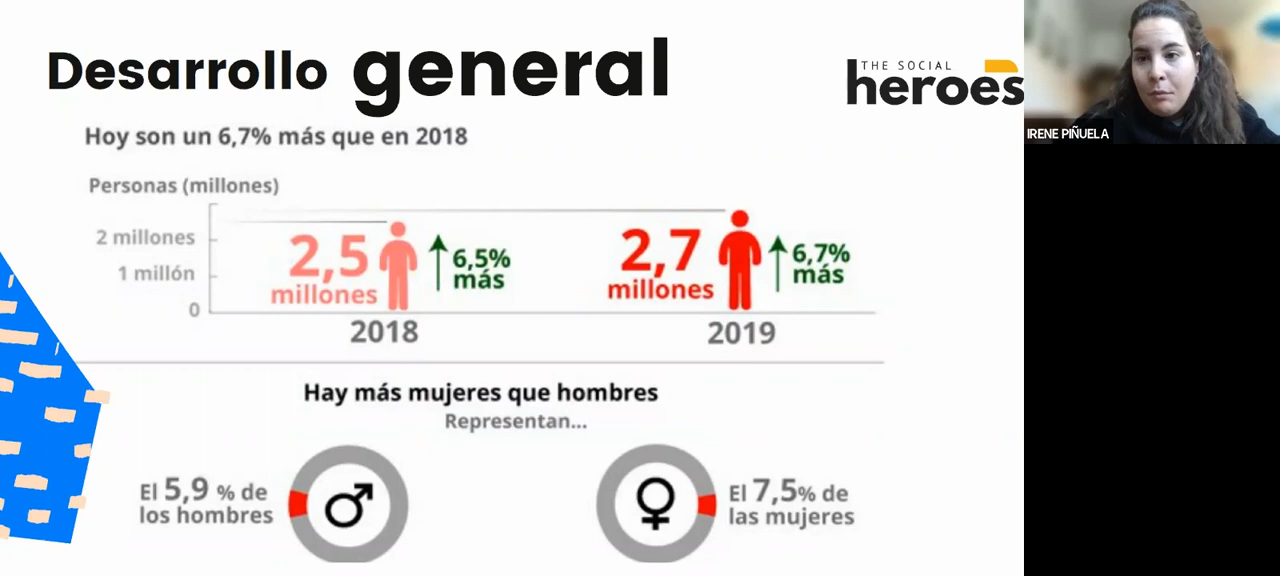 Desarrollo general
THE SOCIAL
heroes
IRENE PIÑUELA
Hoy son un 6,7% más que en 2018
Personas (millones)
2 millones
1 millón
0
2,5
millones
6,5%
más
2018
2,7
millones
6,7%
más
2019
Hay más mujeres que hombres
Representan...
El 5,9 % de
los hombres
El 7,5% de
las mujeres